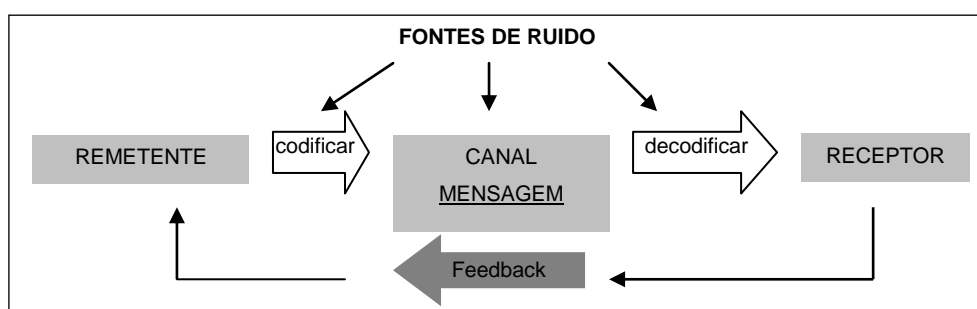 FONTES DE RUIDO
REMETENTE
codificar
CANAL
MENSAGEM
decodificar
RECEPTOR
Feedback